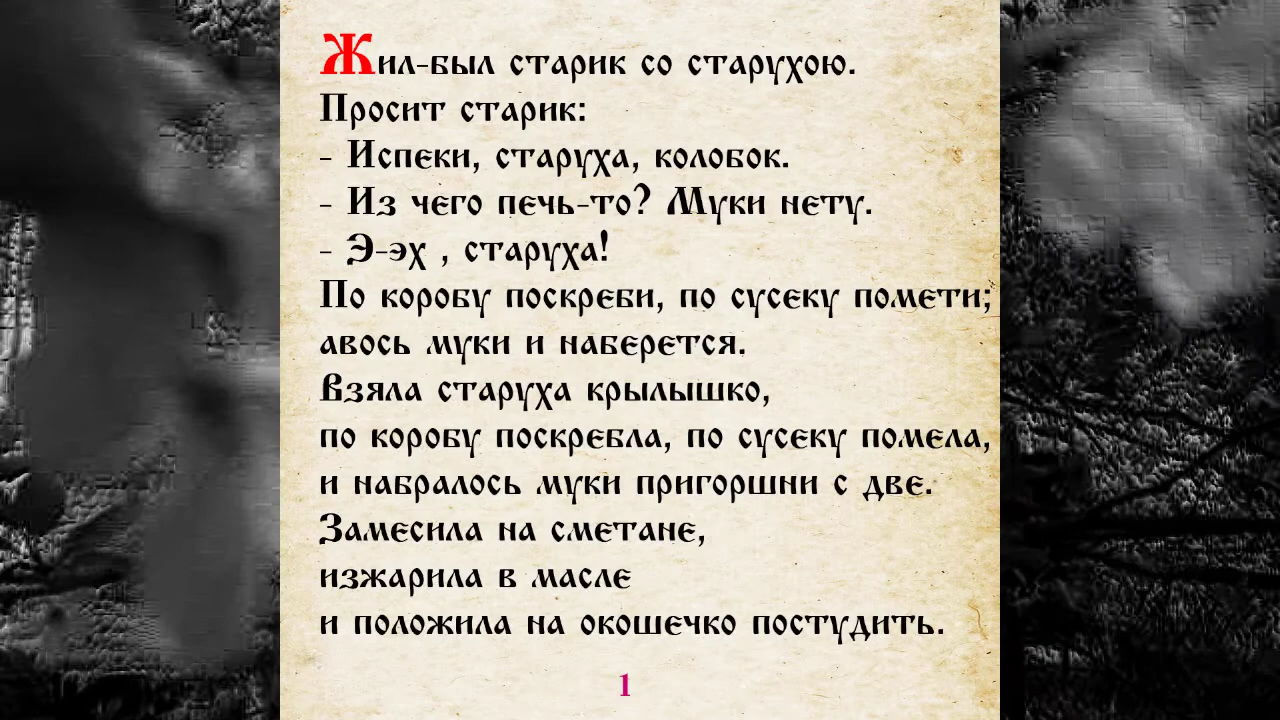 Жил-был старик со старухою.
Просит старик:
- Испеки, старуха, колобок.
- Из чего печь-то? Муки нету.
- Э-эх , старуха!
По коробу поскреби, по сусеку помети;
авось муки и наберется.
Взяла старуха крылышко,
по коробу поскребла, по сусеку помела,
и набралось муки пригоршни с две.
Замесила на сметане,
изжарила в масле
и положила на окошечко постудить.
1